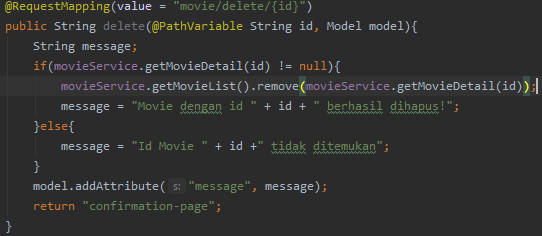 @RequestMapping(value = "movie/delete/{id}")
public String delete(@PathVariable String id, Model model){
    String message;
    if(movieService.getMovieDetail(id) != null){
        movieService.getMovieList().remove(movieService.getMovieDetail(id));
        message = "Movie dengan id " + id + " berhasil dihapus!";
    }else{
        message = "Id Movie " + id +" tidak ditemukan";
    }
    model.addAttribute( s: "message", message);
    return "confirmation-page";
}